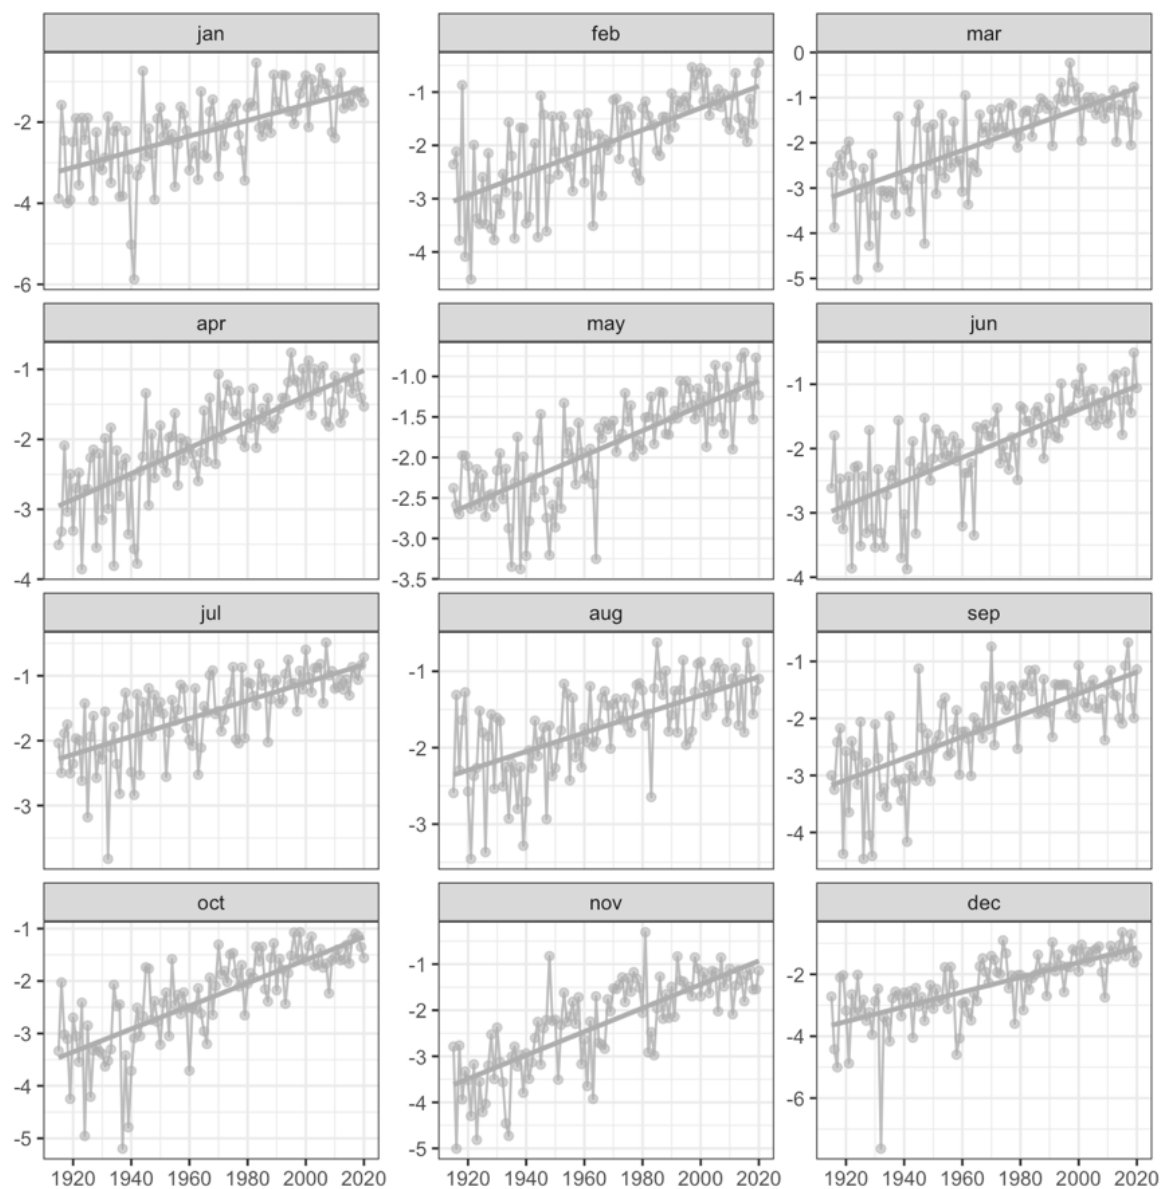 jan feb mar
0
-1 -1
-2 -2 -2
-3 -3
-4 -4 -4
-6 -5
apr may jun
-1 -1.0 -1
-1.5
-2 -2.0 -2
-2.5
-3 -3.0 -3
-4 -3.5 -4
jul aug sep
-1 -1 -1
-2 -2 -2
-3 -3 -3
-4
oct nov dec
-1 -1
-2 -2 -2
-3 -3 -4
-4 -4 -6
-5 -5
1920 1940 1960 1980 2000 2020 1920 1940 1960 1980 2000 2020 1920 1940 1960 1980 2000 2020